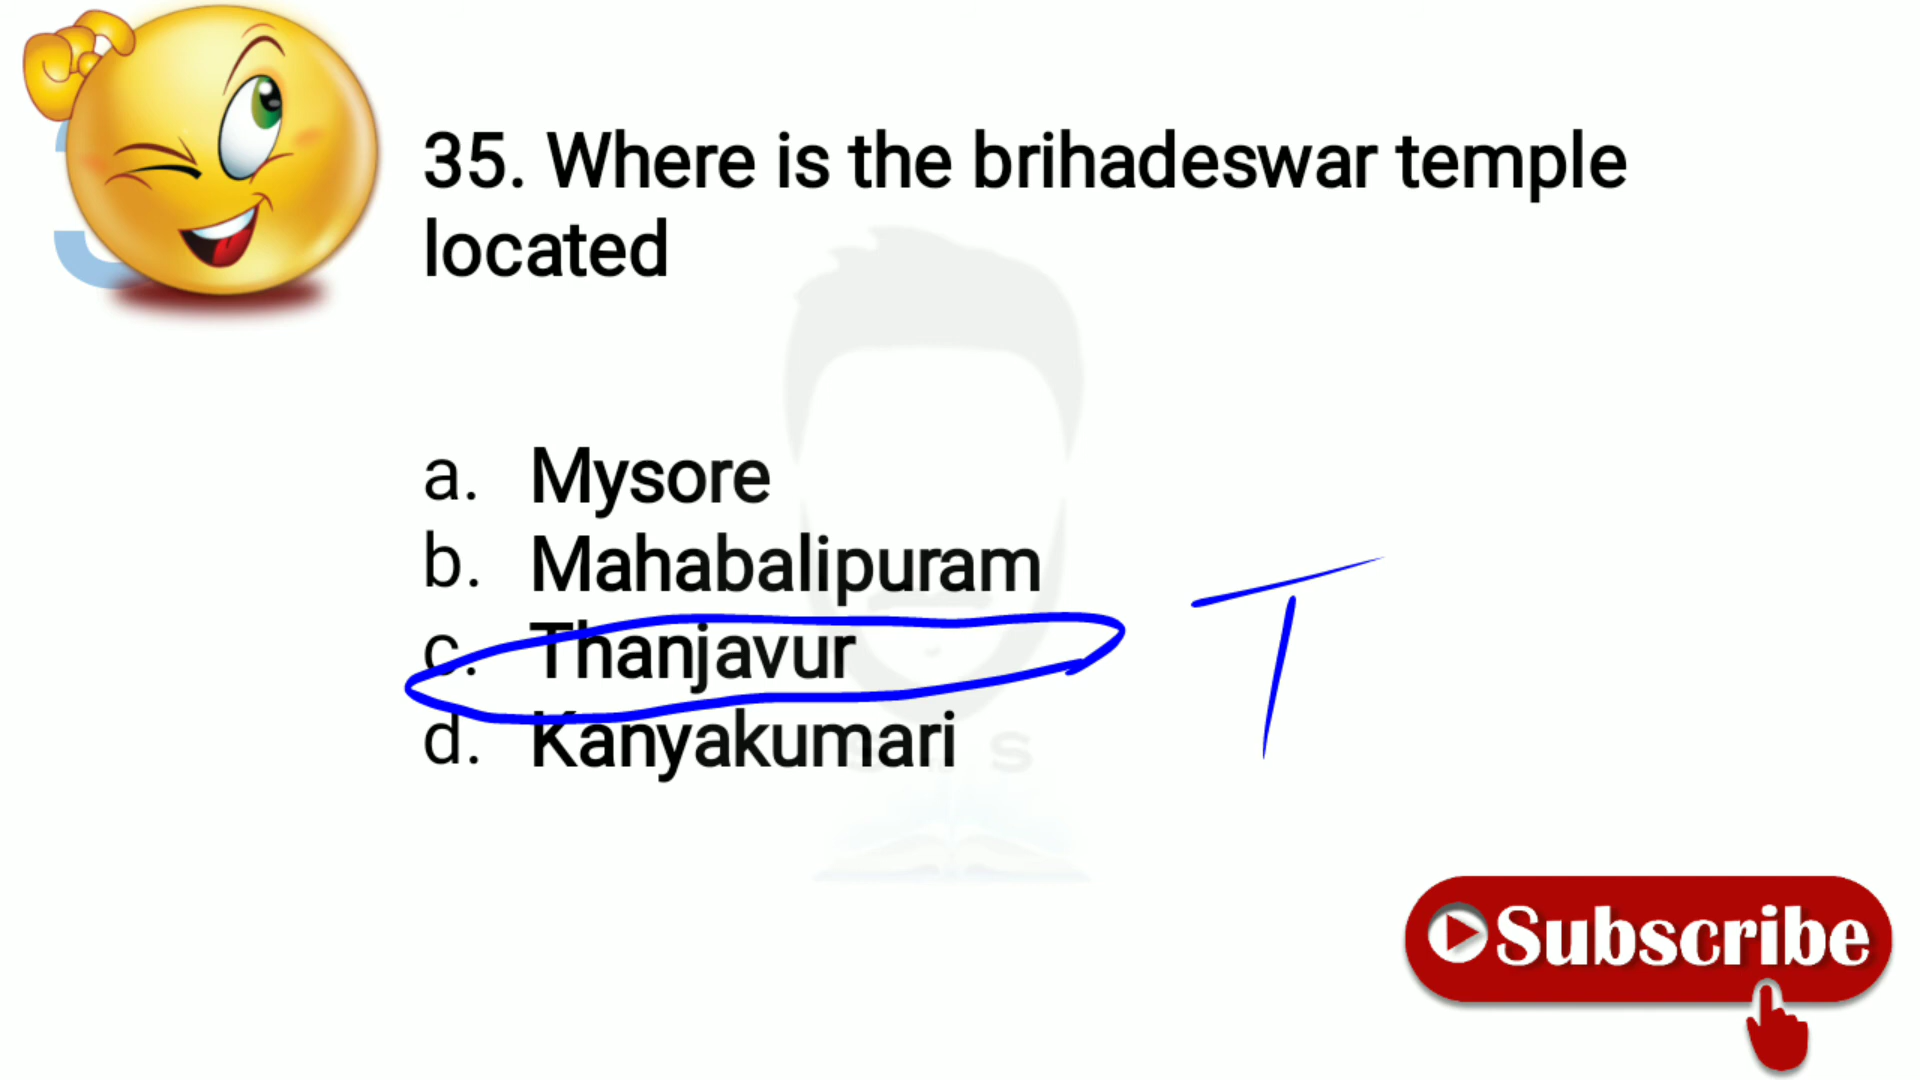 35. Where is the brihadeswar temple
located
a. Mysore
b. Mahabalipuram
c. Thanjavur
T
d. Kanyakumari
S
Subscribe